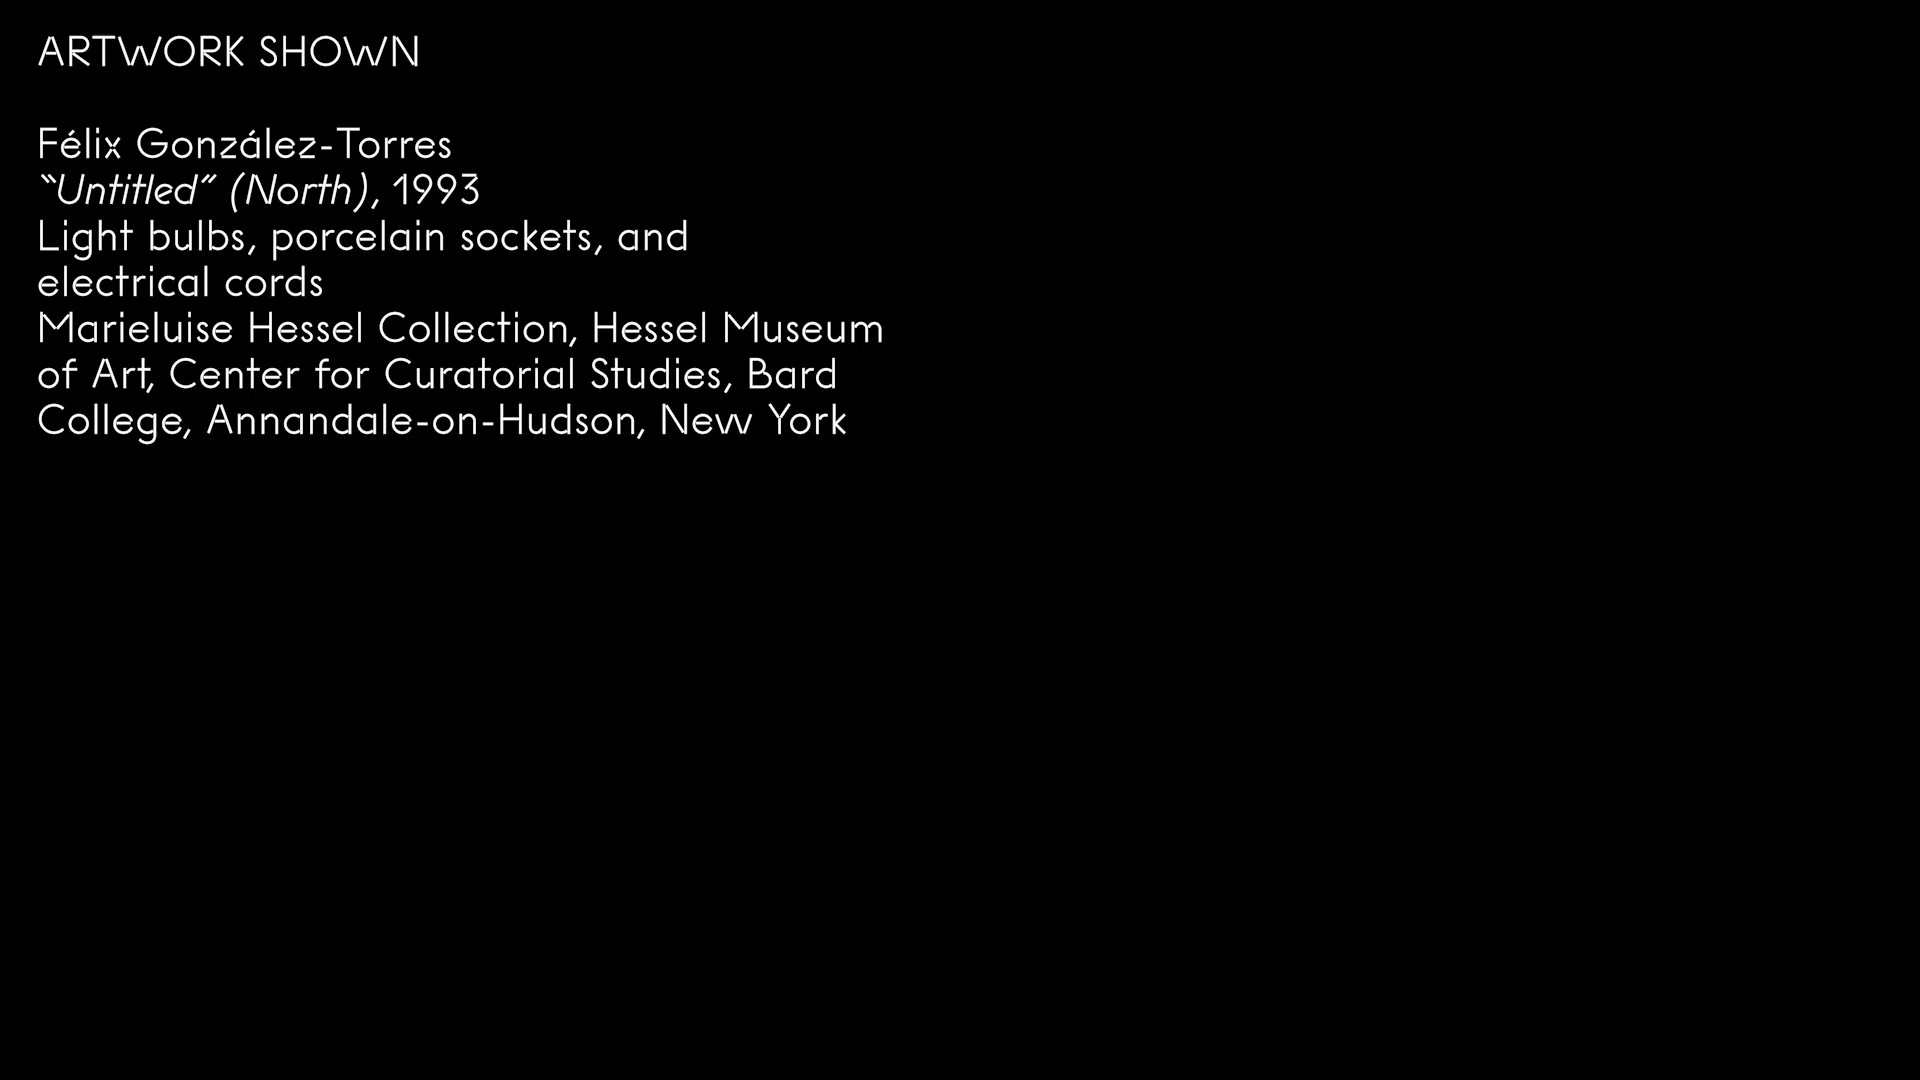 ARTWORK SHOWN
Félix González-Torres
“Untitled” (North), 1993
Light bulbs, porcelain sockets, and
electrical cords
Marieluise Hessel Collection, Hessel Museum
of Art, Center for Curatorial Studies, Bard
College, Annandale-on-Hudson, New York